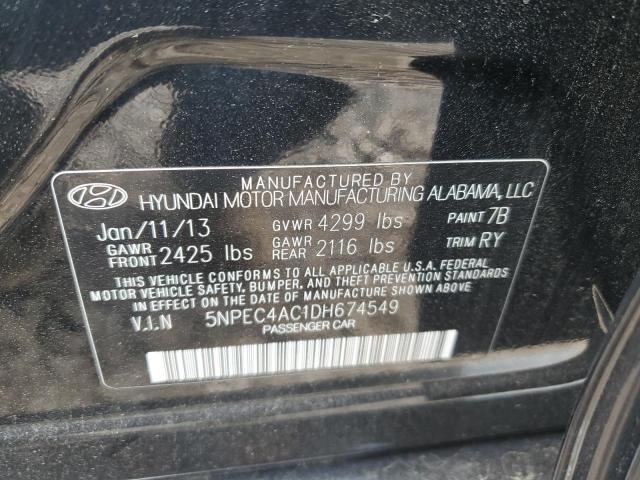 MANUFACTURED BY
HYUNDAI MOTOR MANUFACTURING ALABAMA, LLC
Jan/11/13 GVWR 4299 lbs PAINT 7B
GAWR FRONT 2425 lbs GAWR REAR 2116 lbs TRIM RY
THIS VEHICLE CONFORMS TO ALL APPLICABLE U.S.A. FEDERAL
MOTOR VEHICLE SAFETY, BUMPER, AND THEFT PREVENTION STANDARDS
IN EFFECT ON THE DATE OF MANUFACTURE SHOWN ABOVE.
V.I.N 5NPEC4AC1DH674549
PASSENGER CAR